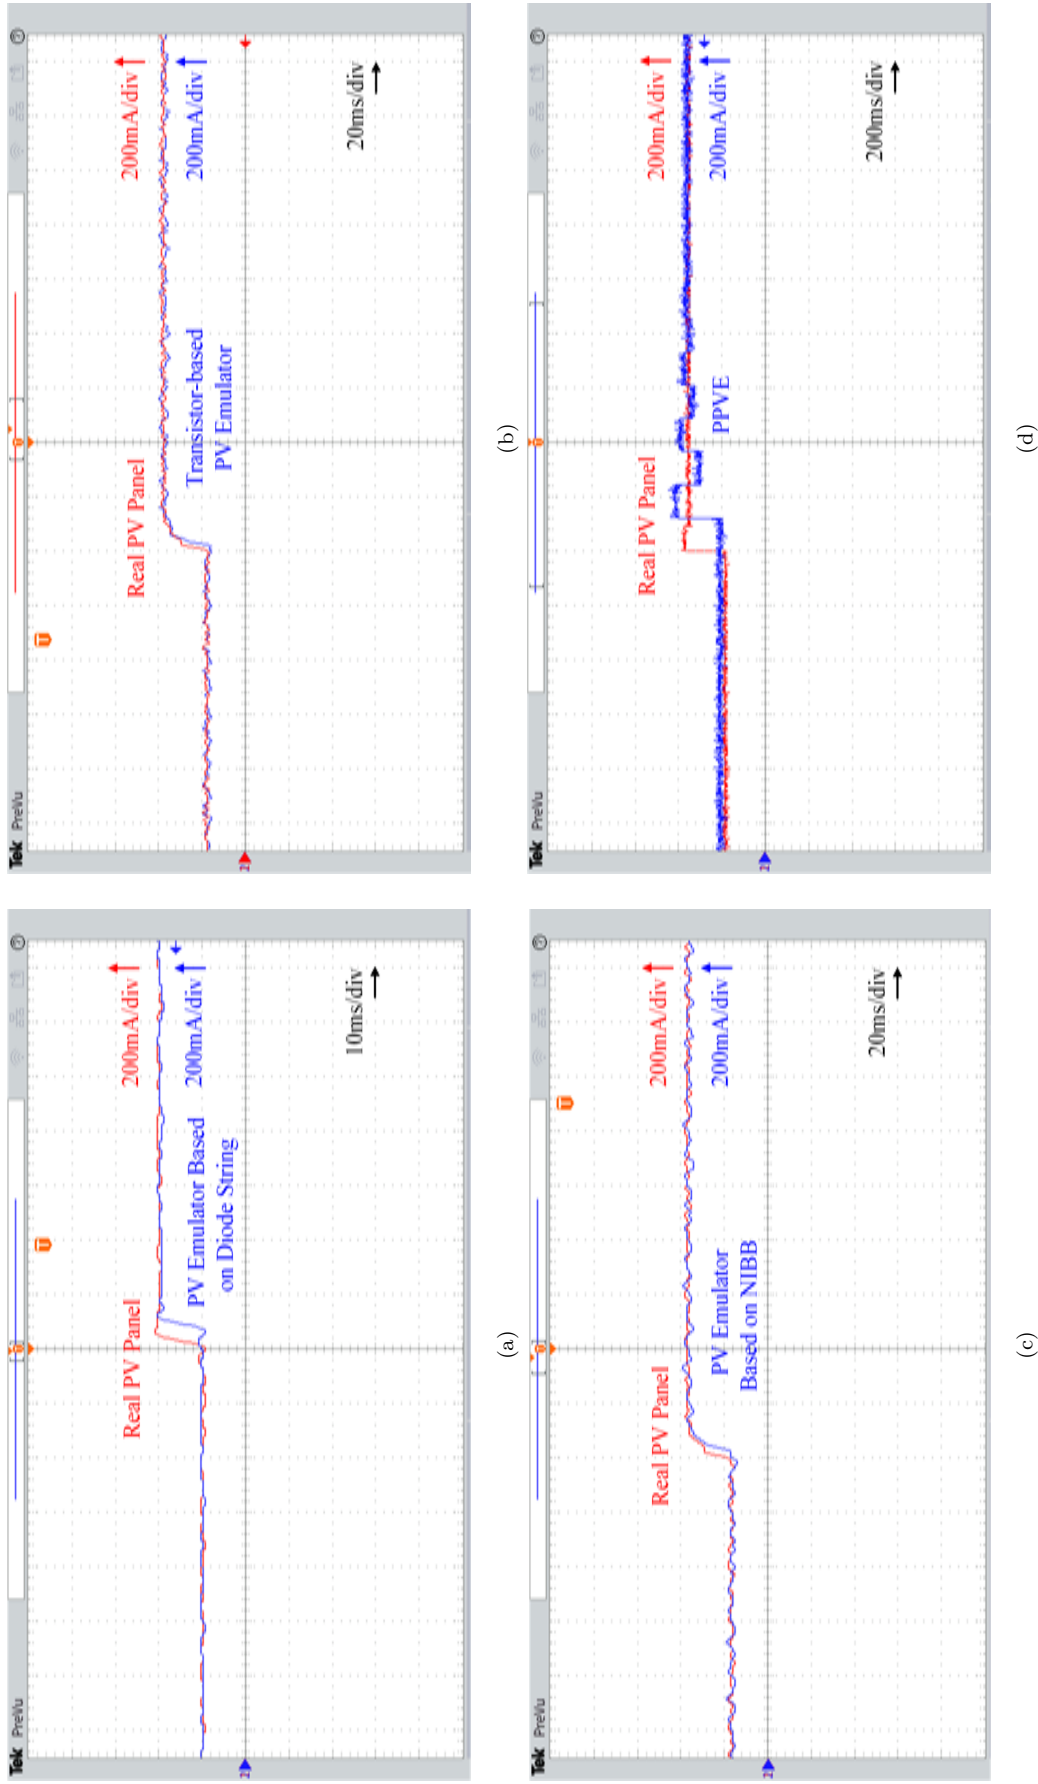 Tek PreVu
Real PV Panel
200mA/div
PV Emulator Based
on Diode String
200mA/div
10ms/div
(a)
Tek PreVu
Real PV Panel
200mA/div
Transistor-based
PV Emulator
200mA/div
20ms/div
(b)
Tek PreVu
Real PV Panel
200mA/div
PV Emulator
Based on NIBB
200mA/div
20ms/div
(c)
Tek PreVu
Real PV Panel
200mA/div
PPVE
200mA/div
200ms/div
(d)